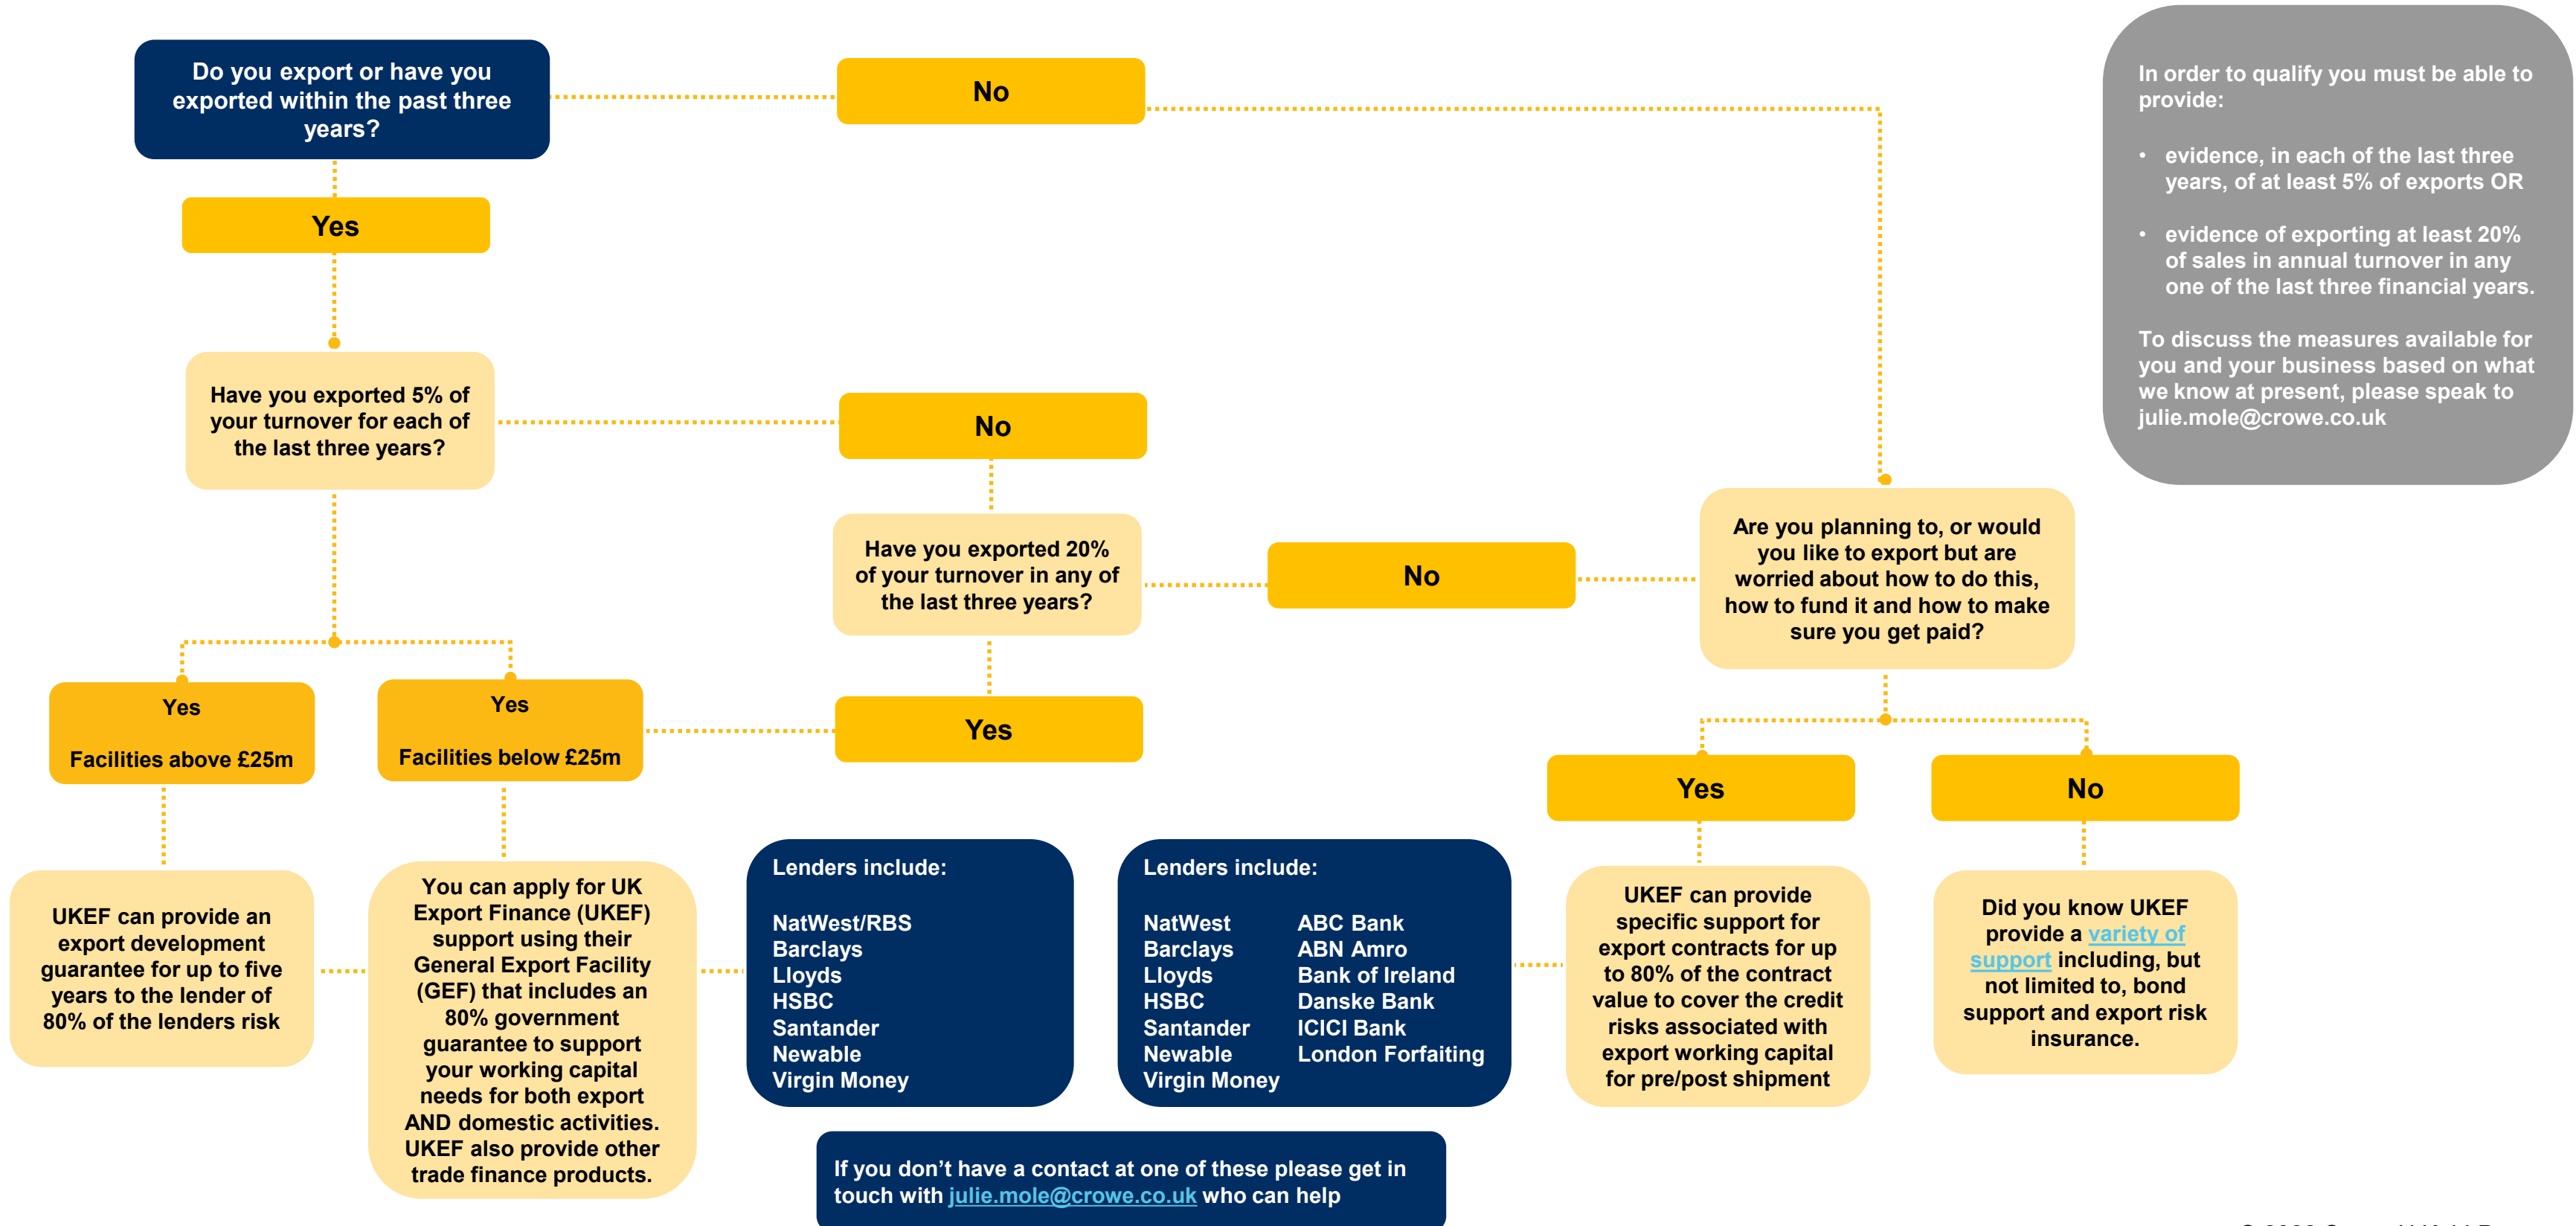 Do you export or have you
exported within the past three
years?
No
Yes
In order to qualify you must be able to
provide:
• evidence, in each of the last three
years, of at least 5% of exports OR
• evidence of exporting at least 20%
of sales in annual turnover in any
one of the last three financial years.
To discuss the measures available for
you and your business based on what
we know at present, please speak to
julie.mole@crowe.co.uk
Have you exported 5% of
your turnover for each of
the last three years?
No
Have you exported 20%
of your turnover in any of
the last three years?
No
Are you planning to, or would
you like to export but are
worried about how to do this,
how to fund it and how to make
sure you get paid?
Yes
Facilities above £25m
Yes
Facilities below £25m
Yes
Yes
No
UKEF can provide an
export development
guarantee for up to five
years to the lender of
80% of the lenders risk
You can apply for UK
Export Finance (UKEF)
support using their
General Export Facility
(GEF) that includes an
80% government
guarantee to support
your working capital
needs for both export
AND domestic activities.
UKEF also provide other
trade finance products.
Lenders include:
NatWest/RBS
Barclays
Lloyds
HSBC
Santander
Newable
Virgin Money
Lenders include:
NatWest ABC Bank
Barclays ABN Amro
Lloyds Bank of Ireland
HSBC Danske Bank
Santander ICICI Bank
Newable London Forfaiting
Virgin Money
UKEF can provide
specific support for
export contracts for up
to 80% of the contract
value to cover the credit
risks associated with
export working capital
for pre/post shipment
Did you know UKEF
provide a variety of
support including, but
not limited to, bond
support and export risk
insurance.
If you don’t have a contact at one of these please get in
touch with julie.mole@crowe.co.uk who can help